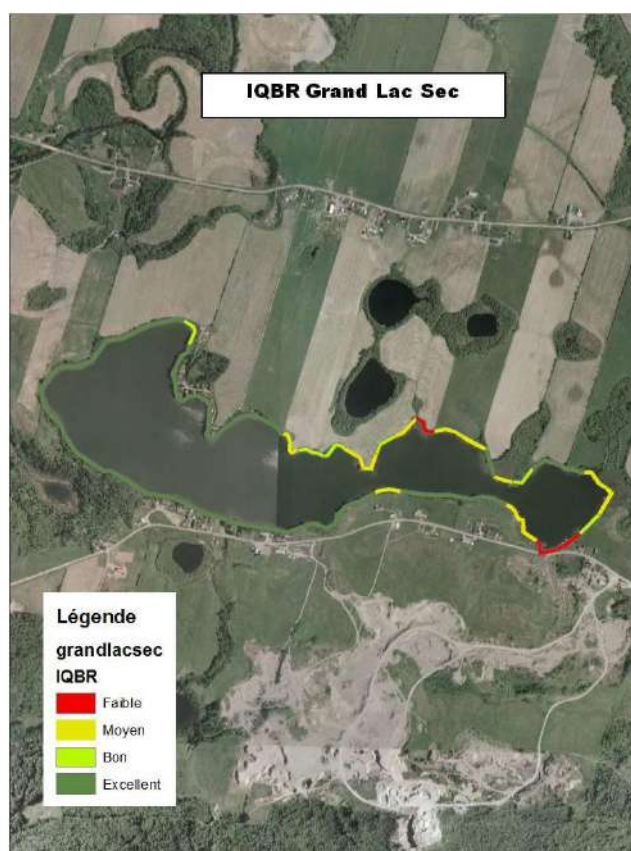 IQBR Grand Lac Sec
Légende
grandlacsec
IQBR
Faible
Moyen
Bon
Excellent